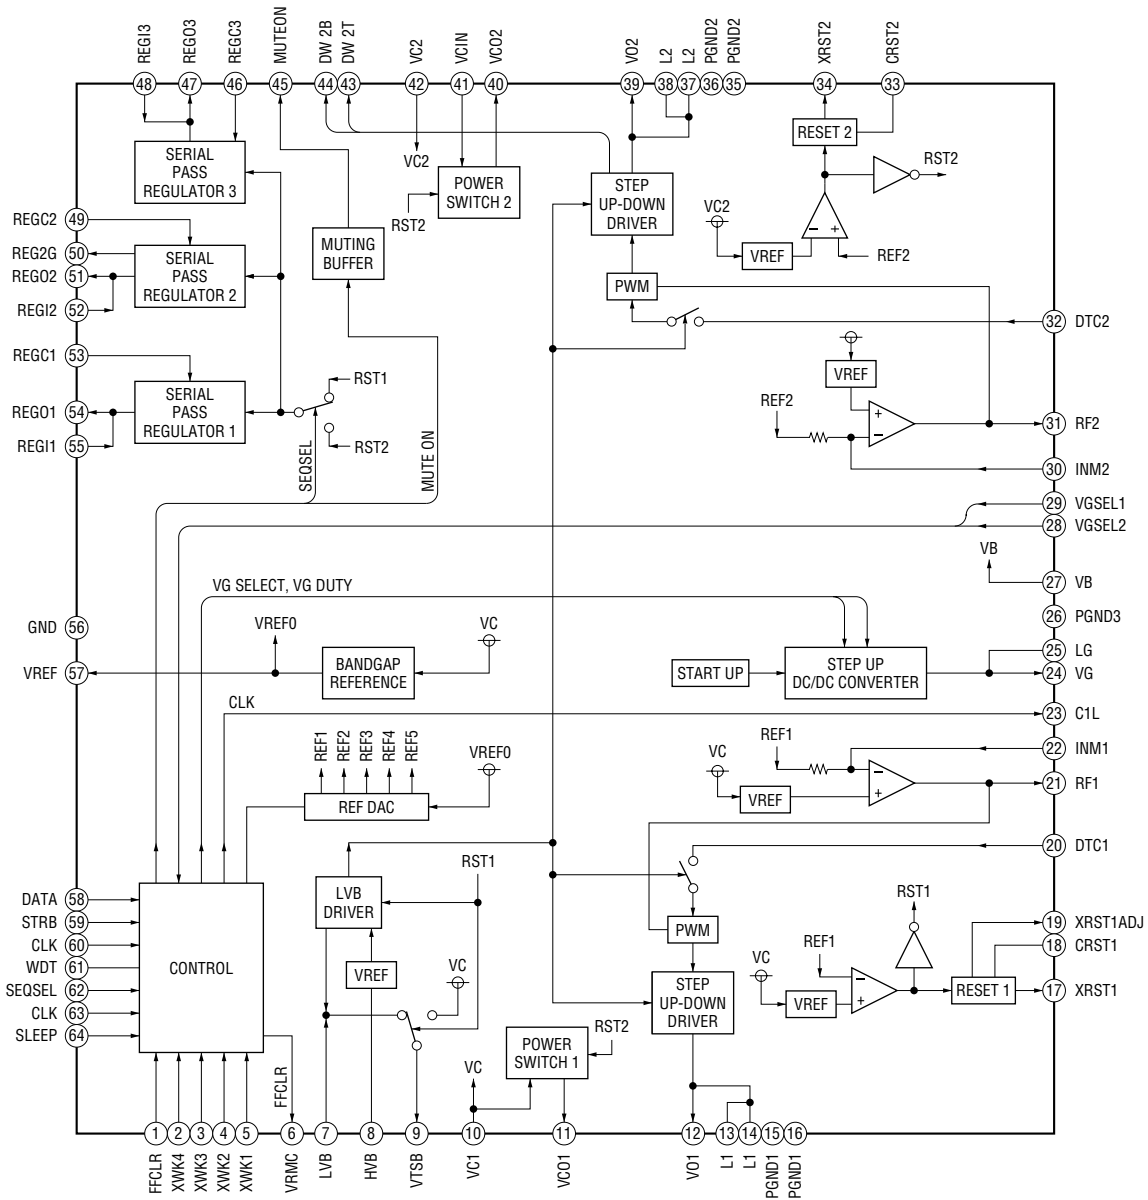 REGI3
REGO3
REGC3
MUTEON
DW 2B
DW 2T
VC2
VCIN
VCO2
VO2
L2
L2
PGND2
PGND2
XRST2
CRST2
48
47
46
45
44
43
42
41
40
39
38
37
36
35
34
33
SERIAL
PASS
REGULATOR 3
VC2
RST2
POWER
SWITCH 2
STEP
UP-DOWN
DRIVER
RESET 2
RST2
VC2
VREF
− +
REF2
REGC2 49
REG2G 50
REGO2 51
REGI2 52
SERIAL
PASS
REGULATOR 2
MUTING
BUFFER
PWM
32 DTC2
REGC1 53
REGO1 54
REGI1 55
SERIAL
PASS
REGULATOR 1
RST1
RST2
SEQSEL
MUTE ON
VREF
REF2
+
−
31 RF2
30 INM2
29 VGSEL1
28 VGSEL2
VB
27 VB
26 PGND3
25 LG
24 VG
23 C1L
22 INM1
21 RF1
20 DTC1
VG SELECT, VG DUTY
GND 56
VREF 57
VREF0
BANDGAP
REFERENCE
VC
START UP
STEP UP
DC/DC CONVERTER
CLK
REF1
REF2
REF3
REF4
REF5
REF DAC
VREF0
VC
REF1
VREF
−
+
DATA 58
STRB 59
CLK 60
WDT 61
SEQSEL 62
CLK 63
SLEEP 64
CONTROL
LVB
DRIVER
VREF
RST1
VC
PWM
STEP
UP-DOWN
DRIVER
POWER
SWITCH 1
RST2
VC
FFCLR
RST1
REF1
VC
VREF
−
+
RESET 1
19 XRST1ADJ
18 CRST1
17 XRST1
1
2
3
4
5
6
7
8
9
10
11
12
13
14
15
16
FFCLR
XWK4
XWK3
XWK2
XWK1
VRMC
LVB
HVB
VTSB
VC1
VCO1
VO1
L1
L1
PGND1
PGND1